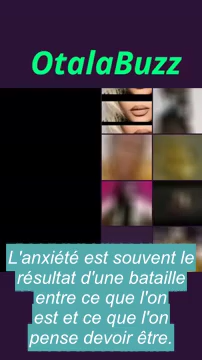 OtalaBuzz
L'anxiété est souvent le
résultat d'une bataille
entre ce que l'on
est et ce que l'on
pense devoir être.